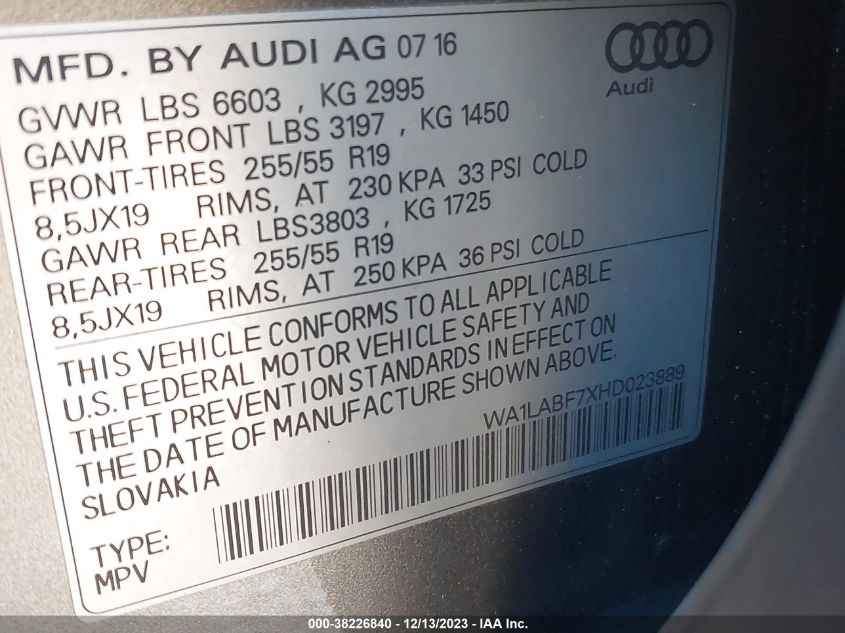 MFD. BY AUDI AG 07 16
Audi
GVWR LBS 6603 , KG 2995
GAWR FRONT LBS 3197 , KG 1450
FRONT-TIRES 255/55 R19
8,5JX19 RIMS, AT 230 KPA 33 PSI COLD
GAWR REAR LBS3803 , KG 1725
REAR-TIRES 255/55 R19
8,5JX19 RIMS, AT 250 KPA 36 PSI COLD
THIS VEHICLE CONFORMS TO ALL APPLICABLE
U.S. FEDERAL MOTOR VEHICLE SAFETY AND
THEFT PREVENTION STANDARDS IN EFFECT ON
THE DATE OF MANUFACTURE SHOWN ABOVE.
SLOVAKIA WA1LABF7XHD023889
TYPE:
MPV
000-38226840 - 12/13/2023 - IAA Inc.